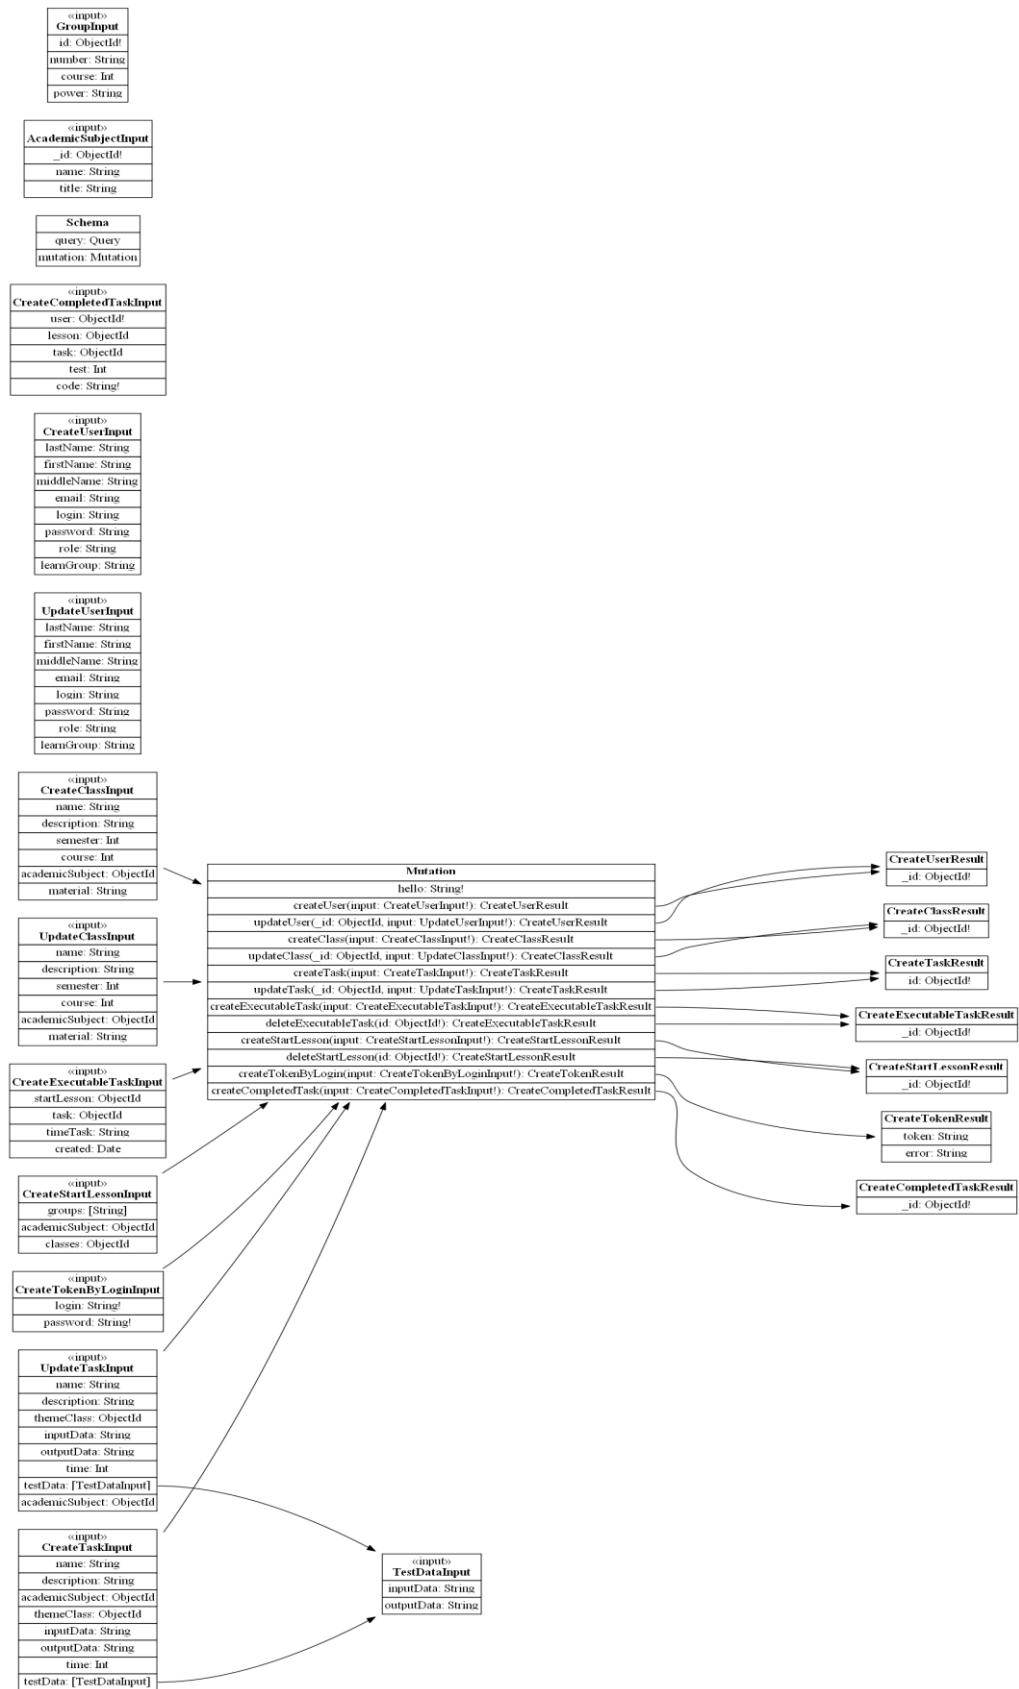 «input»
GroupInput
_id: ObjectId!
number: String
course: Int
power: String
«input»
AcademicSubjectInput
_id: ObjectId!
name: String
title: String
Schema
query: Query
mutation: Mutation
«input»
CreateCompletedTaskInput
user: ObjectId!
lesson: ObjectId
task: ObjectId
test: Int
code: String!
«input»
CreateUserInput
lastName: String
firstName: String
middleName: String
email: String
login: String
password: String
role: String
learnGroup: String
«input»
UpdateUserInput
lastName: String
firstName: String
middleName: String
email: String
login: String
password: String
role: String
learnGroup: String
«input»
CreateClassInput
name: String
description: String
semester: Int
course: Int
academicSubject: ObjectId
material: String
«input»
UpdateClassInput
name: String
description: String
semester: Int
course: Int
academicSubject: ObjectId
material: String
«input»
CreateExecutableTaskInput
startLesson: ObjectId
task: ObjectId
timeTask: String
created: Date
«input»
CreateStartLessonInput
groups: [String]
academicSubject: ObjectId
classes: ObjectId
«input»
CreateTokenByLoginInput
login: String!
password: String!
«input»
UpdateTaskInput
name: String
description: String
themeClass: ObjectId
inputData: String
outputData: String
time: Int
testData: [TestDataInput]
academicSubject: ObjectId
«input»
CreateTaskInput
name: String
description: String
academicSubject: ObjectId
themeClass: ObjectId
inputData: String
outputData: String
time: Int
testData: [TestDataInput]
Mutation
hello: String!
createUser(input: CreateUserInput!): CreateUserResult
updateUser(_id: ObjectId, input: UpdateUserInput!): CreateUserResult
createClass(input: CreateClassInput!): CreateClassResult
updateClass(_id: ObjectId, input: UpdateClassInput!): CreateClassResult
createTask(input: CreateTaskInput!): CreateTaskResult
updateTask(_id: ObjectId, input: UpdateTaskInput!): CreateTaskResult
createExecutableTask(input: CreateExecutableTaskInput!): CreateExecutableTaskResult
deleteExecutableTask(id: ObjectId!): CreateExecutableTaskResult
createStartLesson(input: CreateStartLessonInput!): CreateStartLessonResult
deleteStartLesson(id: ObjectId!): CreateStartLessonResult
createTokenByLogin(input: CreateTokenByLoginInput!): CreateTokenResult
createCompletedTask(input: CreateCompletedTaskInput!): CreateCompletedTaskResult
«input»
TestDataInput
inputData: String
outputData: String
CreateUserResult
_id: ObjectId!
CreateClassResult
_id: ObjectId!
CreateTaskResult
_id: ObjectId!
CreateExecutableTaskResult
_id: ObjectId!
CreateStartLessonResult
_id: ObjectId!
CreateTokenResult
token: String
error: String
CreateCompletedTaskResult
_id: ObjectId!